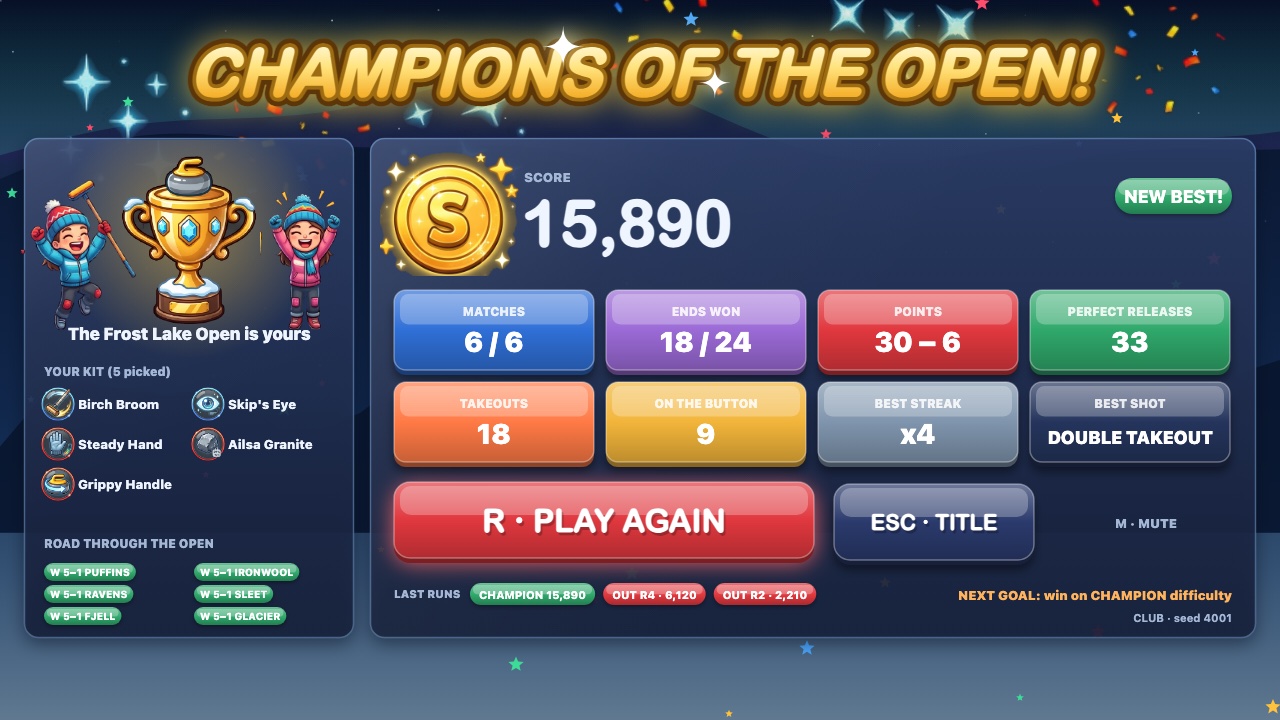 CHAMPIONS OF THE OPEN!
The Frost Lake Open is yours
YOUR KIT (5 picked)
Birch Broom
Skip's Eye
Steady Hand
Ailsa Granite
Grippy Handle
ROAD THROUGH THE OPEN
W 5–1 PUFFINS
W 5–1 IRONWOOL
W 5–1 RAVENS
W 5–1 SLEET
W 5–1 FJELL
W 5–1 GLACIER
S
SCORE
15,890
NEW BEST!
MATCHES
6 / 6
ENDS WON
18 / 24
POINTS
30 – 6
PERFECT RELEASES
33
TAKEOUTS
18
ON THE BUTTON
9
BEST STREAK
x4
BEST SHOT
DOUBLE TAKEOUT
R · PLAY AGAIN
ESC · TITLE
M · MUTE
LAST RUNS
CHAMPION 15,890
OUT R4 · 6,120
OUT R2 · 2,210
NEXT GOAL: win on CHAMPION difficulty
CLUB · seed 4001